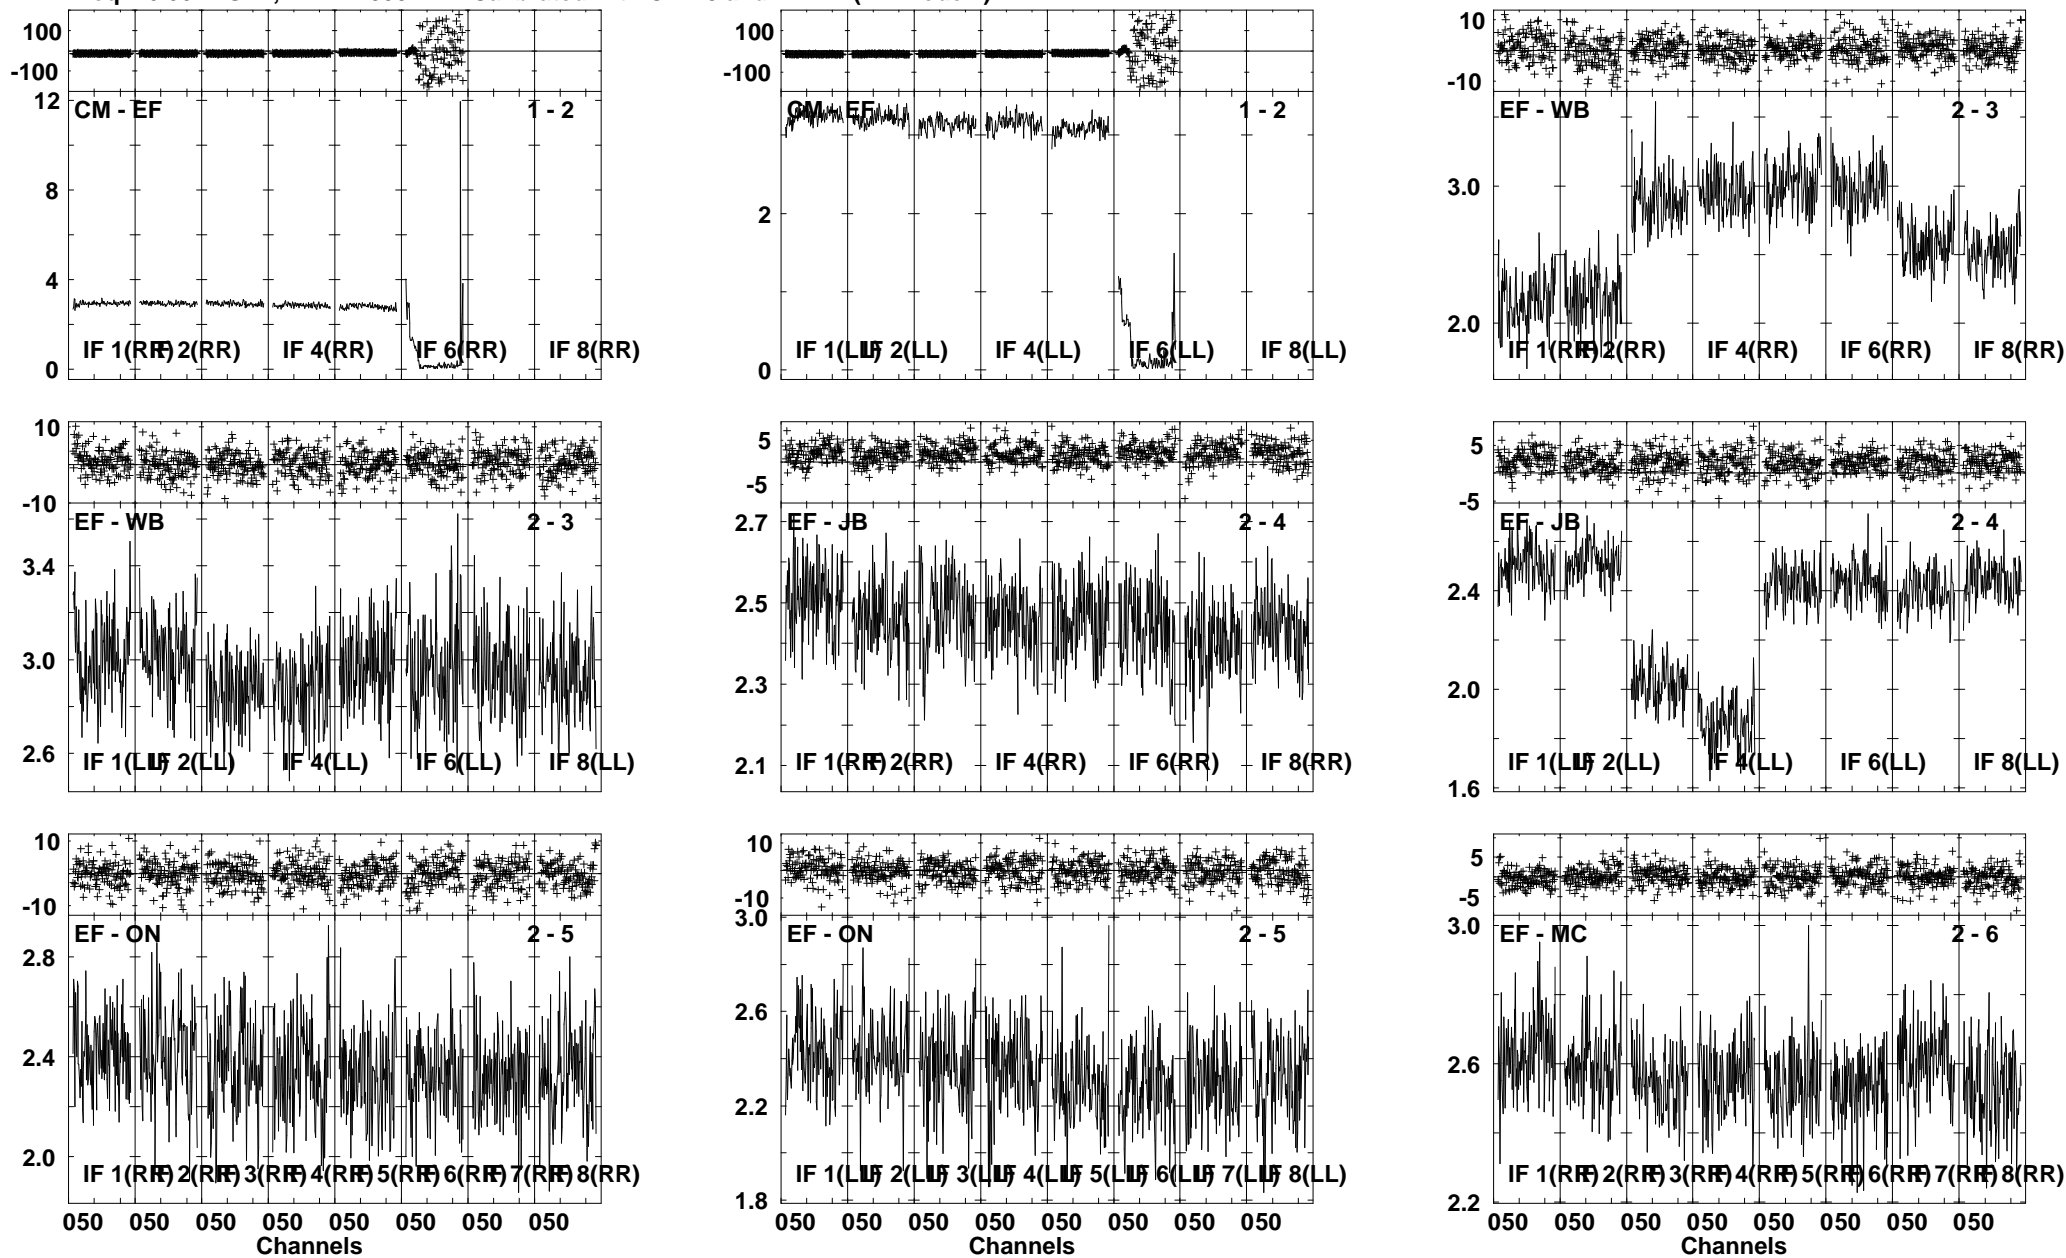 100
-100
12
CM - EF
1 - 2
8
4
0
IF 1(RR)
IF 2(RR)
IF 4(RR)
IF 6(RR)
IF 8(RR)
100
-100
CM - EF
1 - 2
2
0
IF 1(LL)
IF 2(LL)
IF 4(LL)
IF 6(LL)
IF 8(LL)
10
-10
EF - WB
2 - 3
3.0
2.0
IF 1(RR)
IF 2(RR)
IF 4(RR)
IF 6(RR)
IF 8(RR)
10
-10
EF - WB
2 - 3
3.4
3.0
2.6
IF 1(LL)
IF 2(LL)
IF 4(LL)
IF 6(LL)
IF 8(LL)
5
-5
2.7
EF - JB
2 - 4
2.5
2.3
2.1
IF 1(RR)
IF 2(RR)
IF 4(RR)
IF 6(RR)
IF 8(RR)
5
-5
EF - JB
2 - 4
2.4
2.0
1.6
IF 1(LL)
IF 2(LL)
IF 4(LL)
IF 6(LL)
IF 8(LL)
10
-10
EF - ON
2 - 5
2.8
2.4
2.0
IF 1(RR)
IF 2(RR)
IF 3(RR)
IF 4(RR)
IF 5(RR)
IF 6(RR)
IF 7(RR)
IF 8(RR)
050 050 050 050 050 050 050 050
Channels
10
-10
3.0
EF - ON
2 - 5
2.6
2.2
1.8
IF 1(LL)
IF 2(LL)
IF 3(LL)
IF 4(LL)
IF 5(LL)
IF 6(LL)
IF 7(LL)
IF 8(LL)
050 050 050 050 050 050 050 050
Channels
5
-5
3.0
EF - MC
2 - 6
2.6
2.2
IF 1(RR)
IF 2(RR)
IF 3(RR)
IF 4(RR)
IF 5(RR)
IF 6(RR)
IF 7(RR)
IF 8(RR)
050 050 050 050 050 050 050 050
Channels